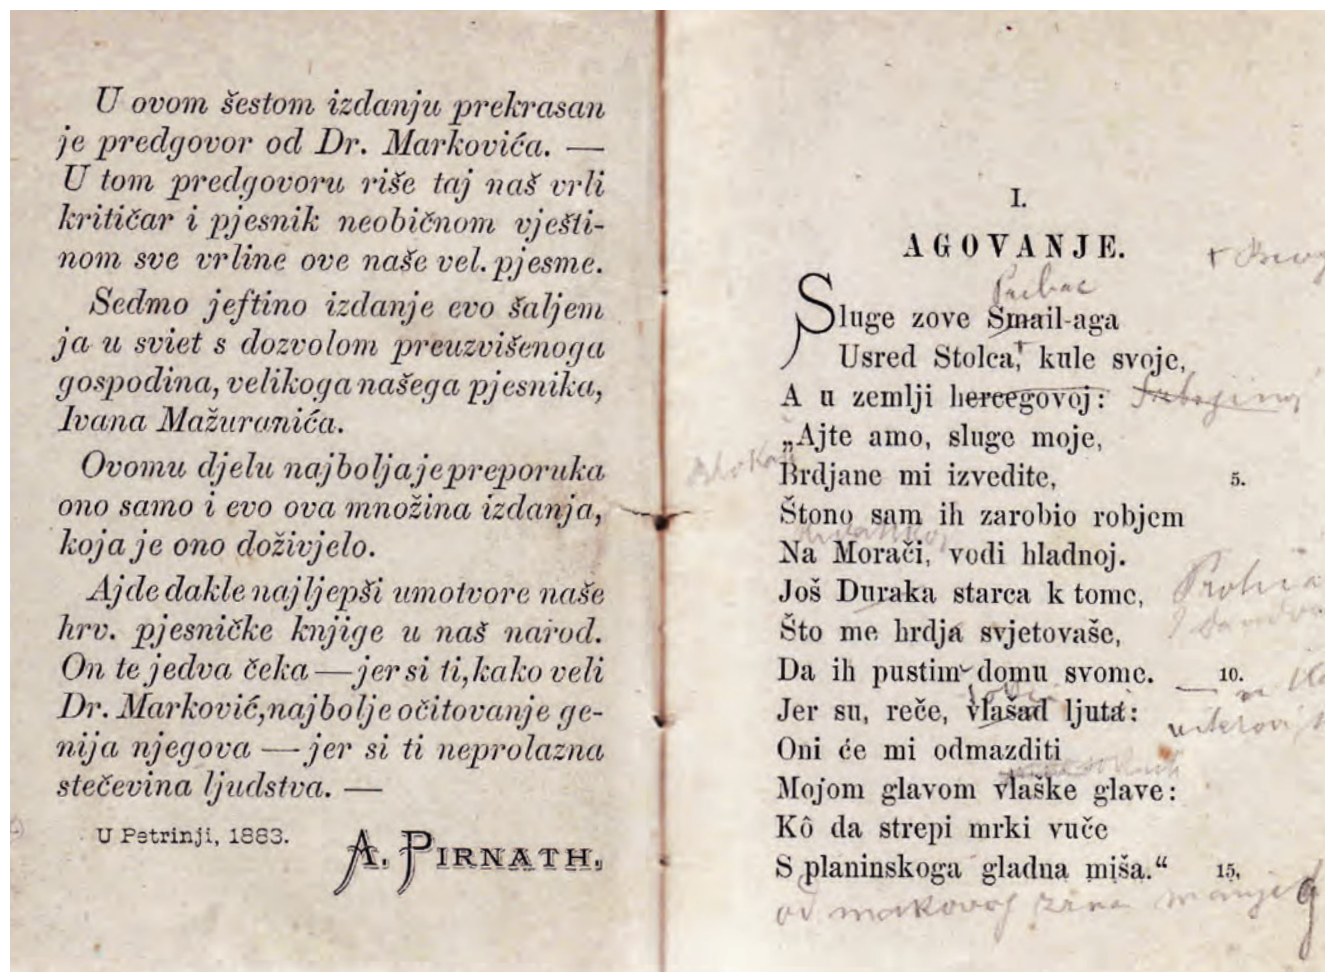 U ovom šestom izdanju prekrasan
je predgovor od Dr. Markovića. —
U tom predgovoru riše taj naš vrli
kritičar i pjesnik neobičnom vješti-
nom sve vrline ove naše vel. pjesme.
Sedmo jeftino izdanje evo šaljem
ja u sviet s dozvolom preuzvišenoga
gospodina, velikoga našega pjesnika,
Ivana Mažuranića.
Ovomu djelu najbolja je preporuka
ono samo i evo ova množina izdanja,
koja je ono doživjelo.
Ajde dakle najljepši umotvore naše
hrv. pjesničke knjige u naš narod.
On te jedva čeka — jer si ti, kako veli
Dr. Marković, najbolje očitovanje ge-
nija njegova — jer si ti neprolazna
stečevina ljudstva. —
U Petrinji, 1883.
A. PIRNATH.
I.
AGOVANJE.
Sluge zove Smail-aga
Usred Stolca, kule svoje,
A u zemlji hercegovoj:
„Ajte amo, sluge moje,
Brdjane mi izvedite, 5.
Štono sam ih zarobio robjem
Na Morači, vodi hladnoj.
Još Duraka starca k tome,
Što me hrdja svjetovaše,
Da ih pustim domu svome. 10.
Jer su, reče, vlašad ljuta:
Oni će mi odmazditi
Mojom glavom vlaške glave:
Kô da strepi mrki vuče
S planinskoga gladna miša.“ 15.
od makovog zrna manje